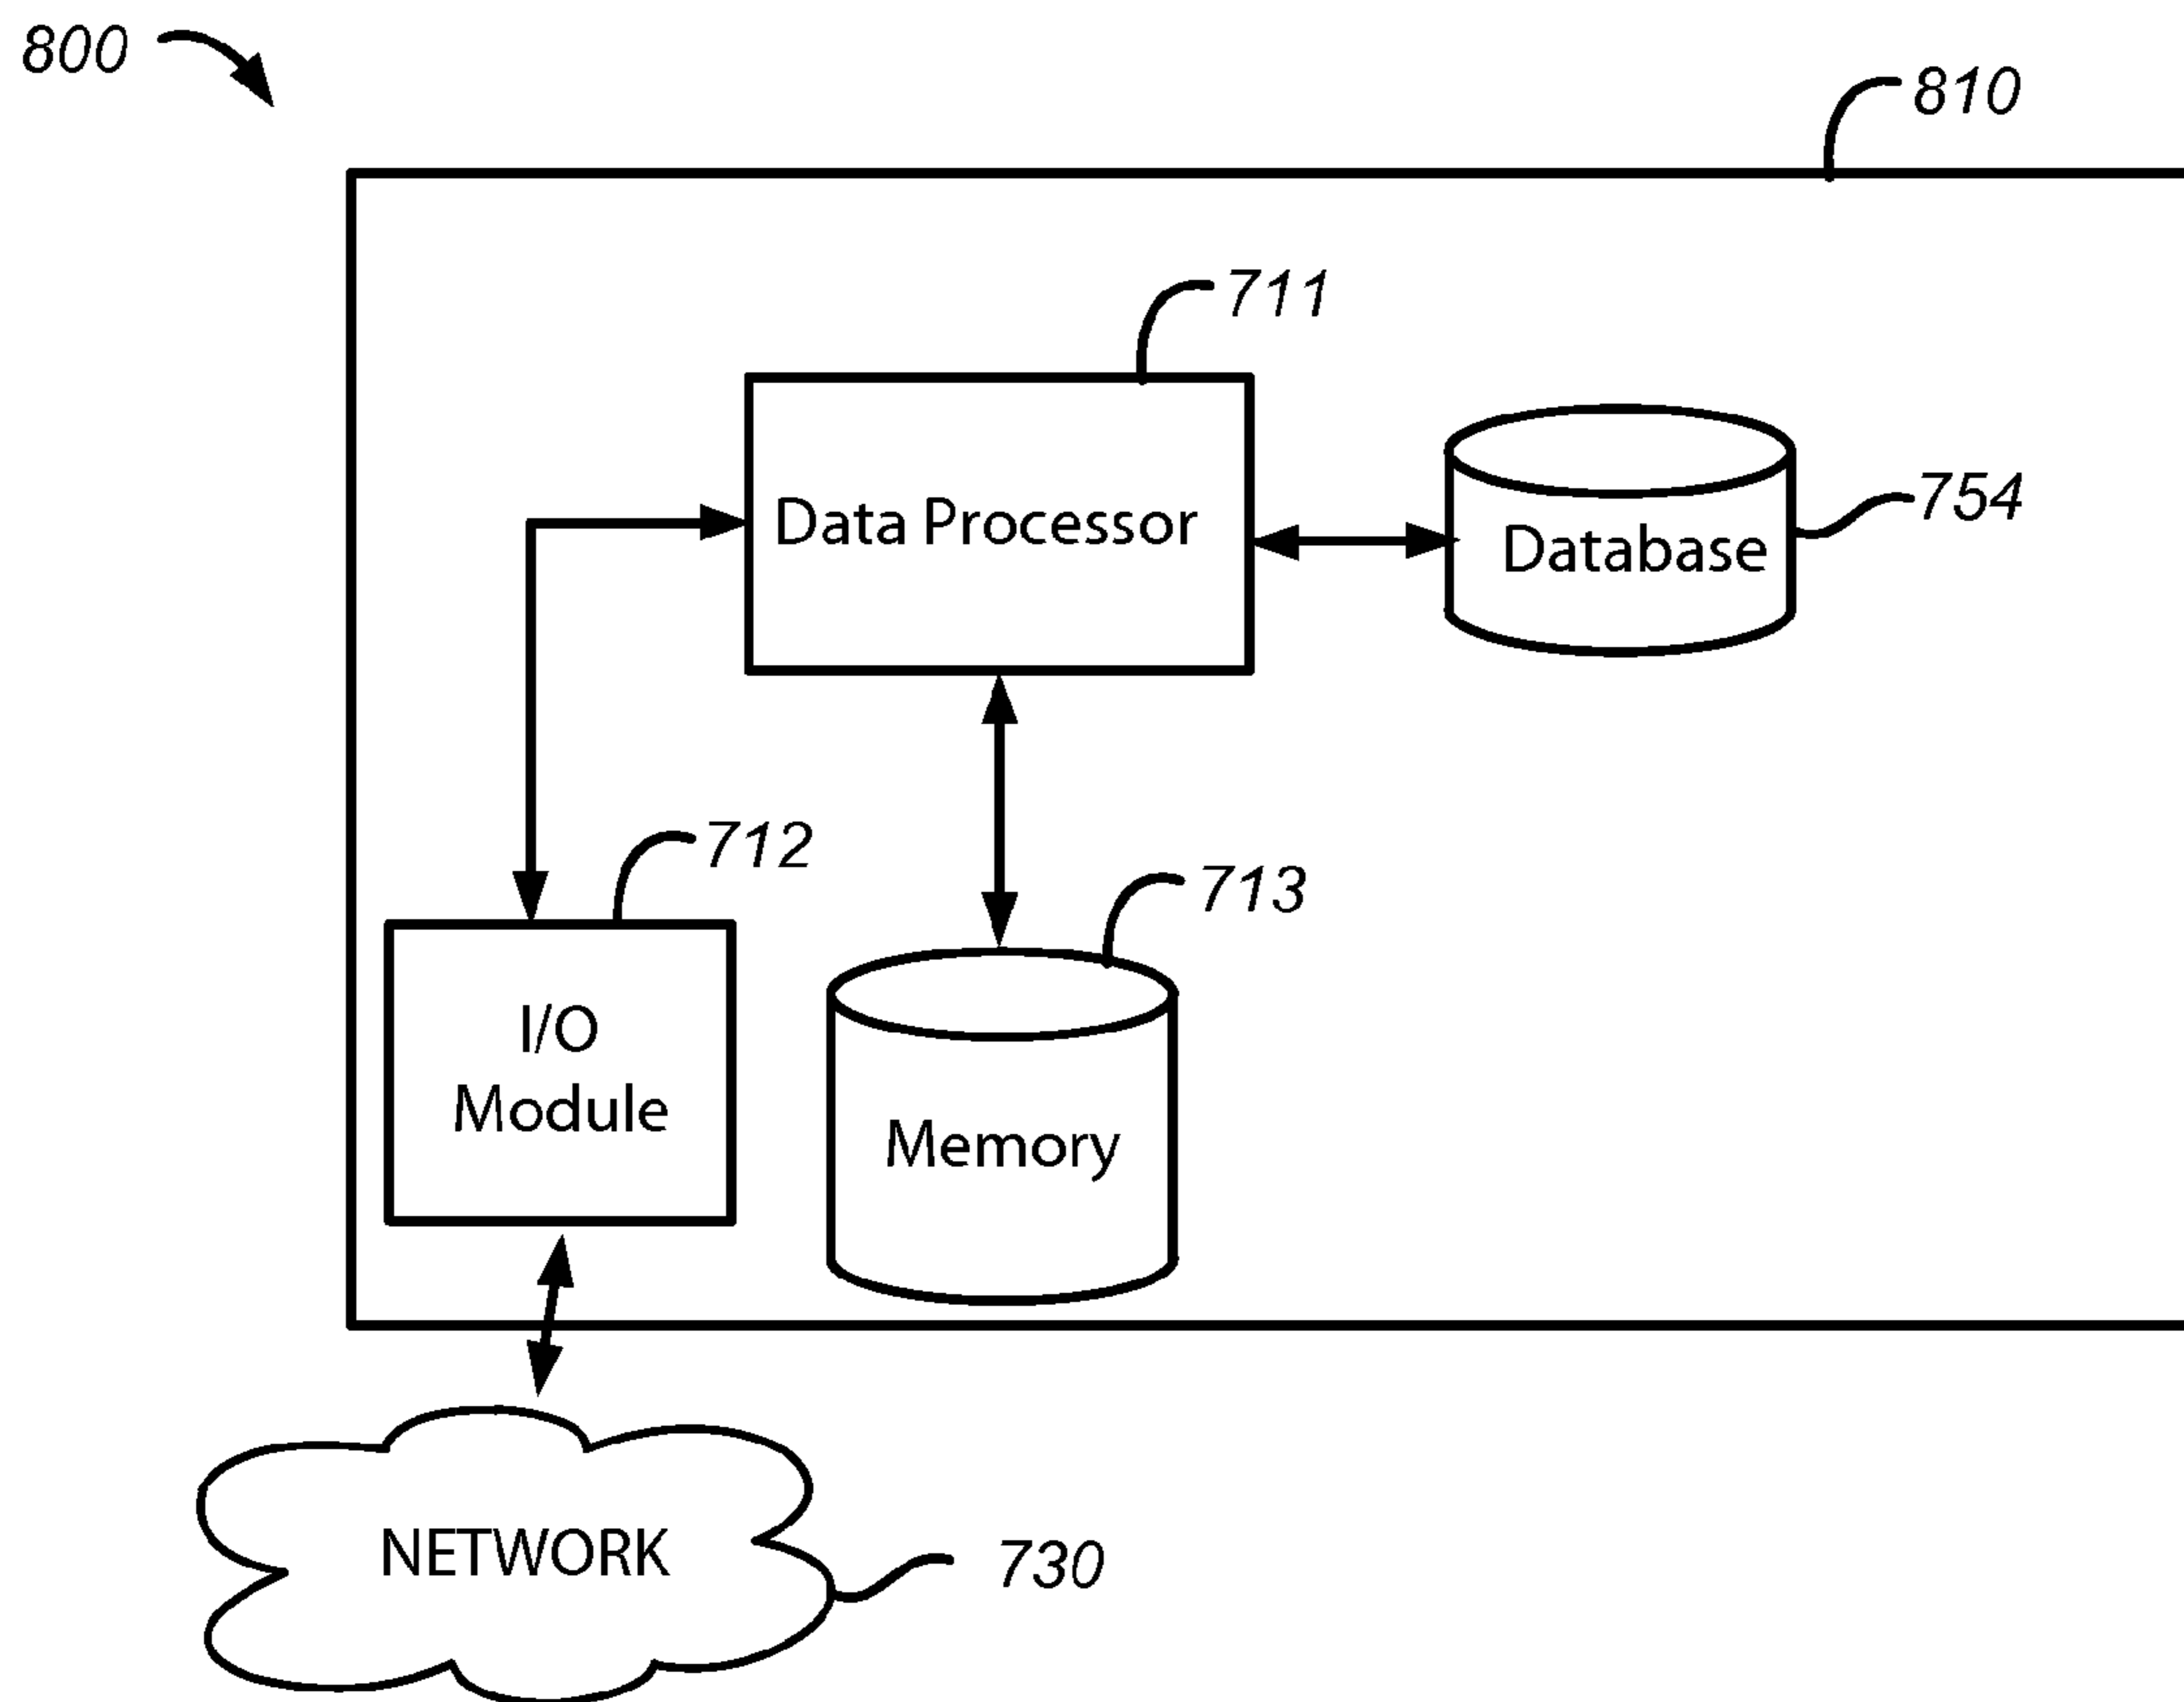 800
810
711
Data Processor
754
Database
712
713
I/O
Module
Memory
NETWORK
730